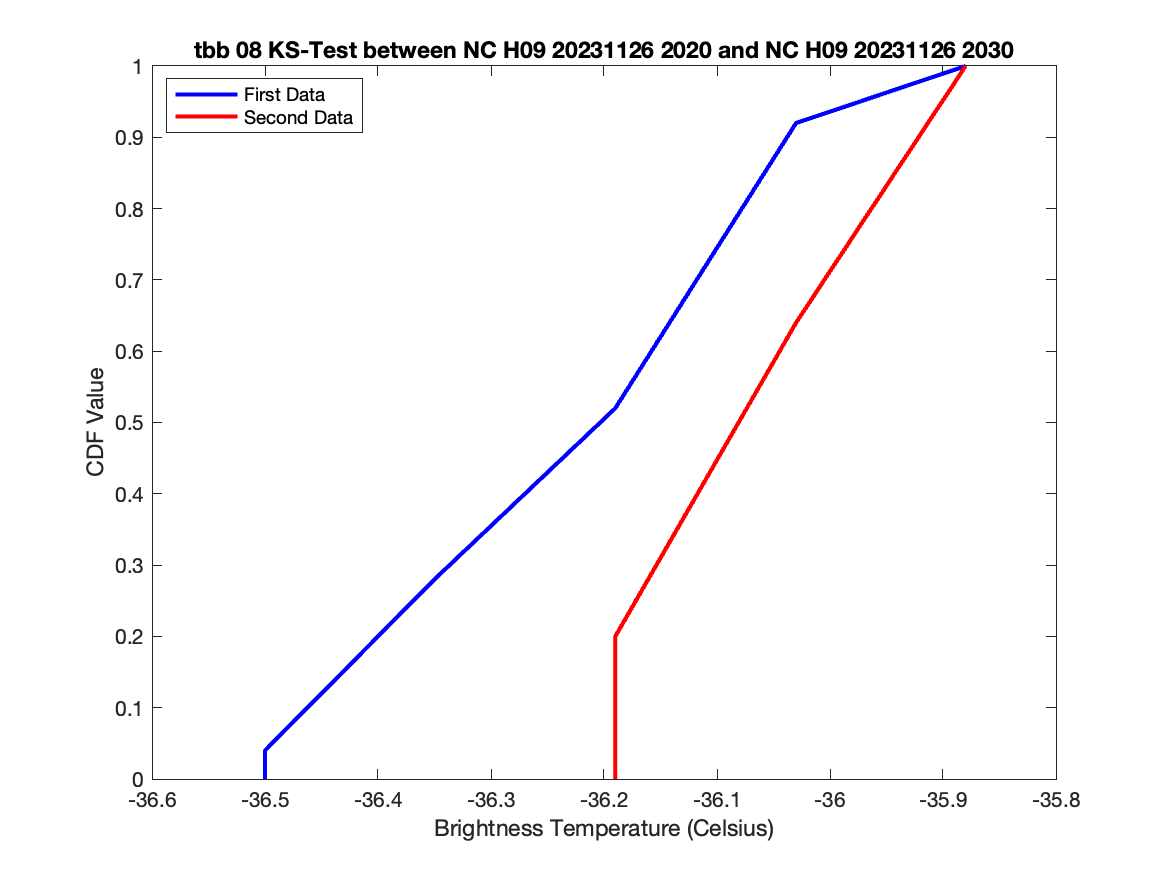 tbb 08 KS-Test between NC H09 20231126 2020 and NC H09 20231126 2030
First Data
Second Data
1
0.9
0.8
0.7
0.6
0.5
0.4
0.3
0.2
0.1
0
CDF Value
-36.6 -36.5 -36.4 -36.3 -36.2 -36.1 -36 -35.9 -35.8
Brightness Temperature (Celsius)